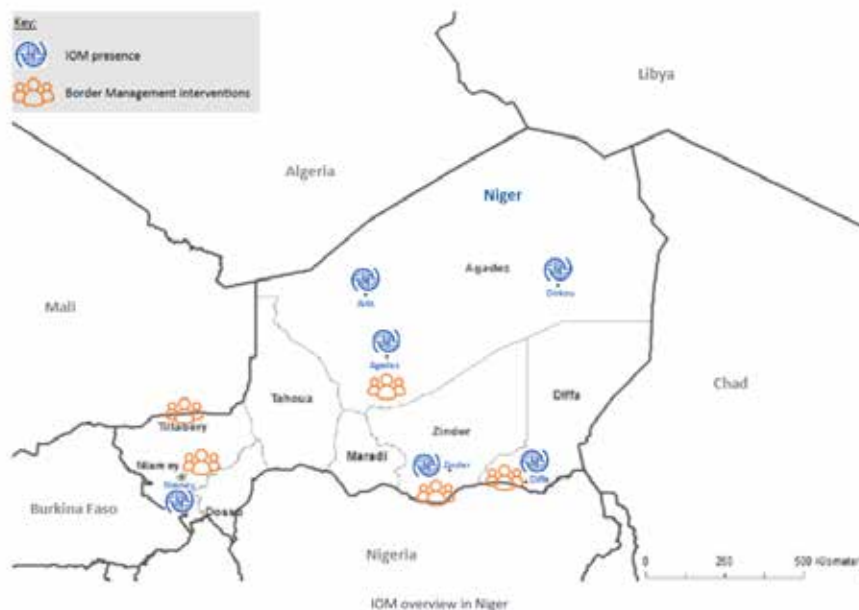 Key:
IOM presence
Border Management interventions
Libya
Algeria
Niger
Agadez
Arlit
Dirkou
Mali
Agadez
Chad
Tahoua
Diffa
Tillabery
Zinder
Maradi
Niamey
Zinder
Diffa
Niamey
Dosso
Burkina Faso
Nigeria
0 250 500 Kilometers
IOM overview in Niger